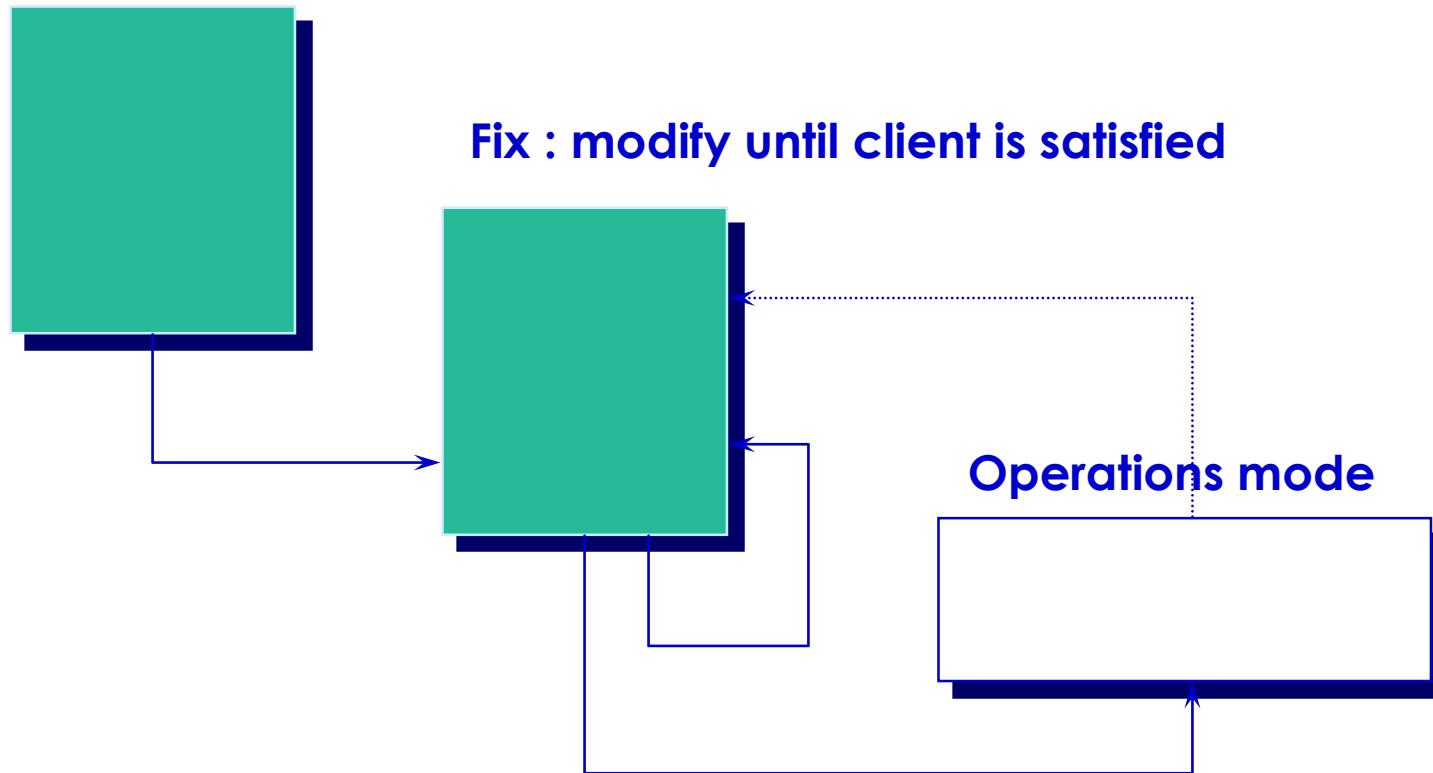 Fix : modify until client is satisfied
Operations mode